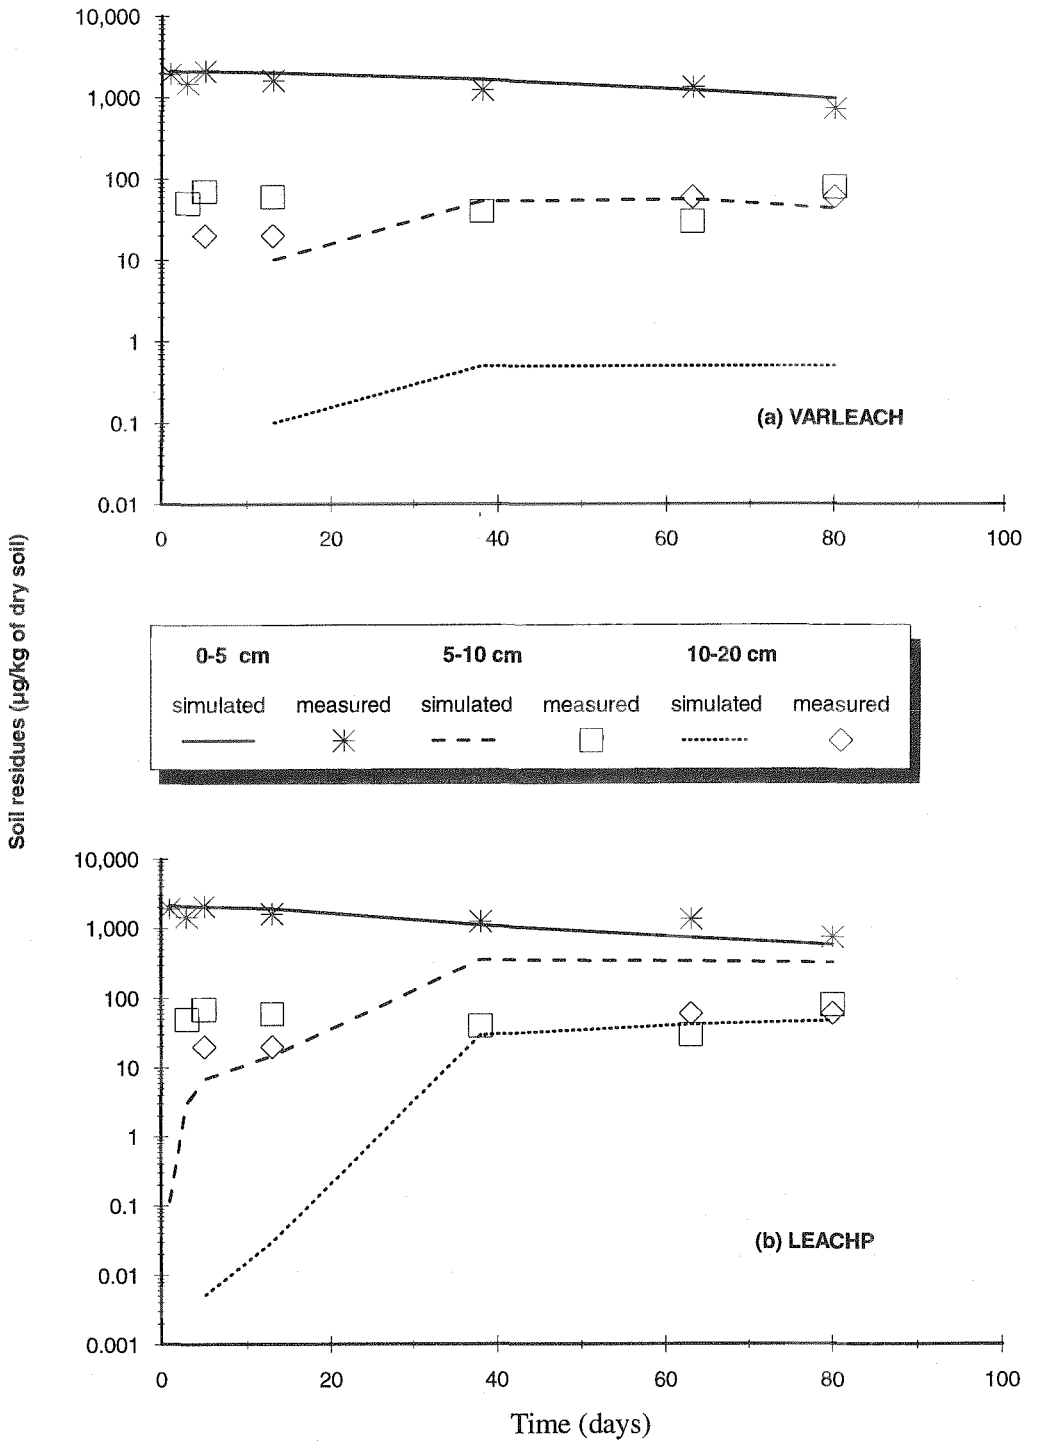 10,000
1,000
100
10
1
0.1
0.01
(a) VARLEACH
0 20 40 60 80 100
Soil residues (µg/kg of dry soil)
0-5 cm 5-10 cm 10-20 cm
simulated measured simulated measured simulated measured
10,000
1,000
100
10
1
0.1
0.01
0.001
(b) LEACHP
0 20 40 60 80 100
Time (days)